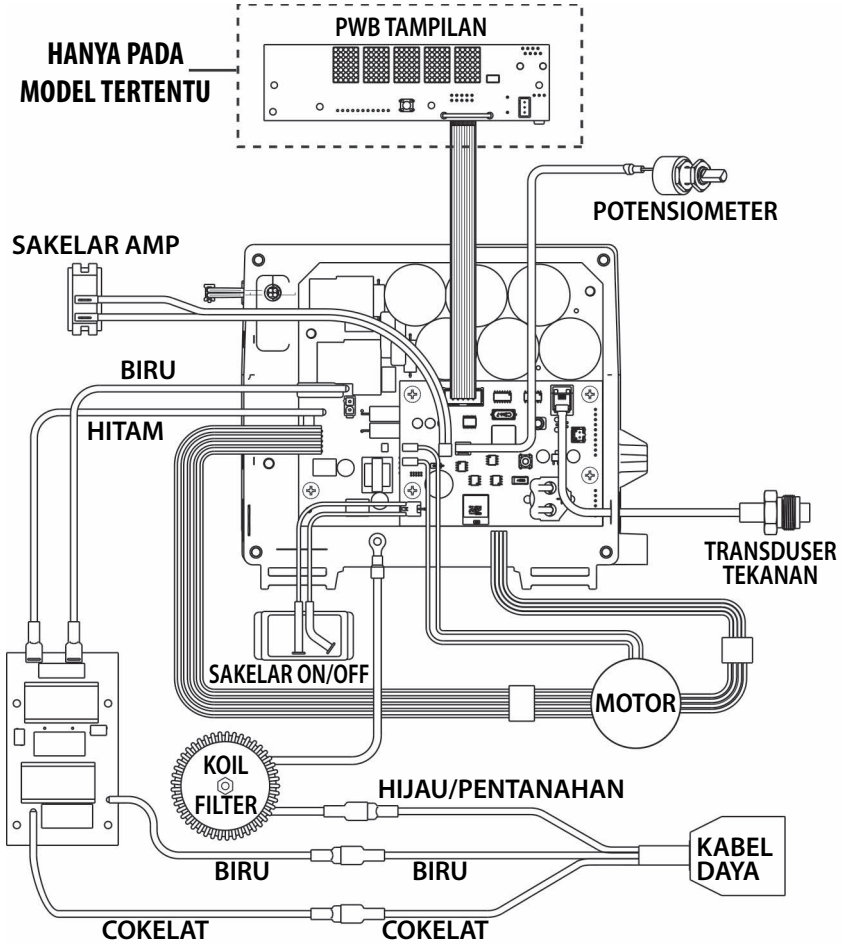 PWB TAMPILAN
HANYA PADA
MODEL TERTENTU
POTENSIOMETER
SAKELAR AMP
BIRU
HITAM
TRANSDUSER
TEKANAN
SAKELAR ON/OFF
MOTOR
KOIL
FILTER
HIJAU/PENTANAHAN
BIRU
BIRU
KABEL
DAYA
COKELAT
COKELAT